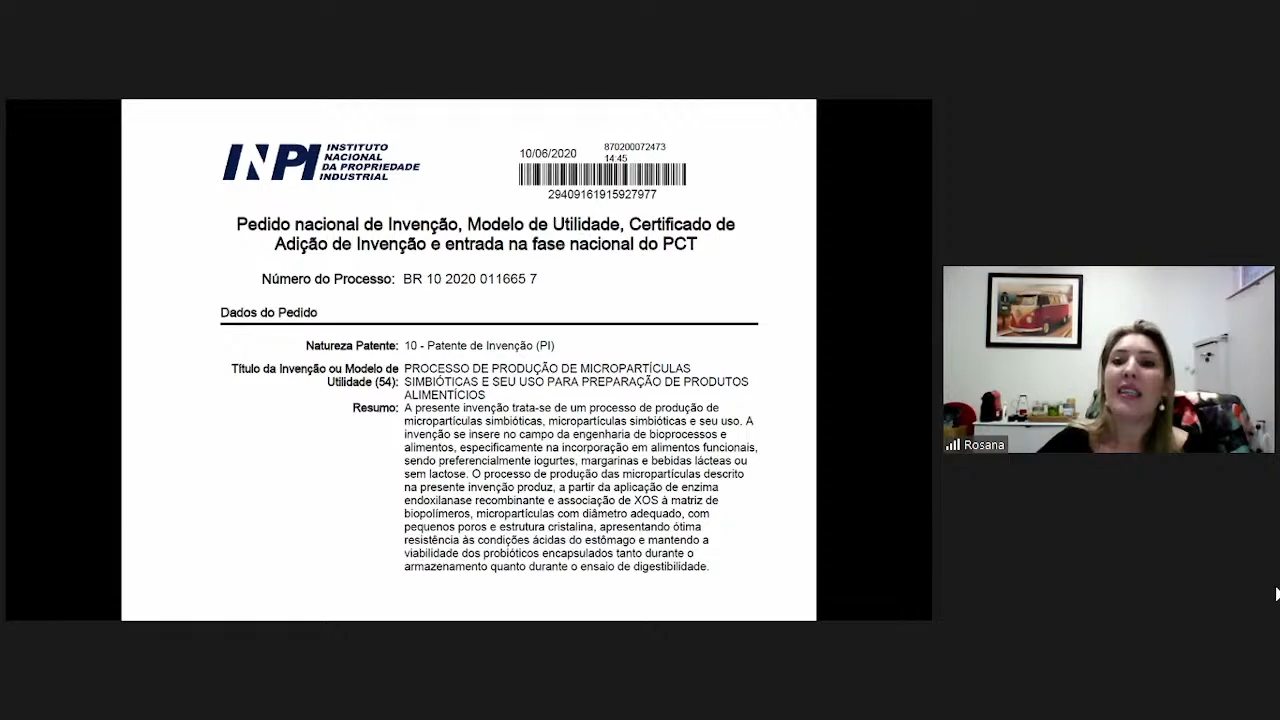 INPI INSTITUTO
NACIONAL
DA PROPRIEDADE
INDUSTRIAL
10/06/2020
870200072473
14:45
29409161915927977
Pedido nacional de Invenção, Modelo de Utilidade, Certificado de
Adição de Invenção e entrada na fase nacional do PCT
Número do Processo: BR 10 2020 011665 7
Dados do Pedido
Natureza Patente: 10 - Patente de Invenção (PI)
Título da Invenção ou Modelo de PROCESSO DE PRODUÇÃO DE MICROPARTÍCULAS
Utilidade (54): SIMBIÓTICAS E SEU USO PARA PREPARAÇÃO DE PRODUTOS
ALIMENTÍCIOS
Resumo: A presente invenção trata-se de um processo de produção de
micropartículas simbióticas, micropartículas simbióticas e seu uso. A
invenção se insere no campo da engenharia de bioprocessos e
alimentos, especificamente na incorporação em alimentos funcionais,
sendo preferencialmente iogurtes, margarinas e bebidas lácteas ou
sem lactose. O processo de produção das micropartículas descrito
na presente invenção produz, a partir da aplicação de enzima
endoxilanase recombinante e associação de XOS à matriz de
biopolímeros, micropartículas com diâmetro adequado, com
pequenos poros e estrutura cristalina, apresentando ótima
resistência às condições ácidas do estômago e mantendo a
viabilidade dos probióticos encapsulados tanto durante o
armazenamento quanto durante o ensaio de digestibilidade.
Rosana